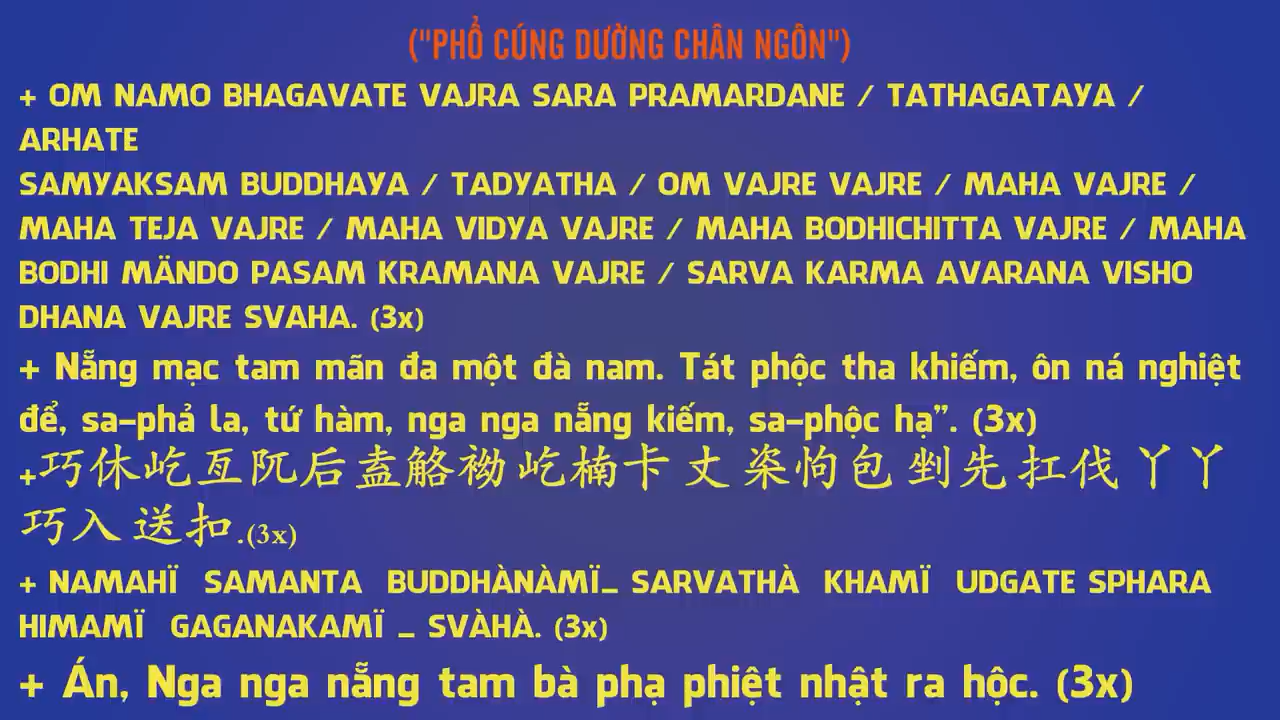 ("PHỔ CÚNG DƯỜNG CHÂN NGÔN")
+ OM NAMO BHAGAVATE VAJRA SARA PRAMARDANE / TATHAGATAYA /
ARHATE
SAMYAKSAM BUDDHAYA / TADYATHA / OM VAJRE VAJRE / MAHA VAJRE /
MAHA TEJA VAJRE / MAHA VIDYA VAJRE / MAHA BODHICHITTA VAJRE / MAHA
BODHI MÄNDO PASAM KRAMANA VAJRE / SARVA KARMA AVARANA VISHO
DHANA VAJRE SVAHA. (3x)
+ Nẵng mạc tam mãn đa một đà nam. Tát phộc tha khiếm, ôn ná nghiệt
để, sa-phả la, tứ hàm, nga nga nẵng kiếm, sa-phộc hạ”. (3x)
+巧休屹亙阢后盍觡袎屹楠卡丈楶怐包剉先扛伐丫丫
巧入送扣.(3x)
+ NAMAHÏ SAMANTA BUDDHÀNÀMÏ_ SARVATHÀ KHAMÏ UDGATE SPHARA
HIMAMÏ GAGANAKAMÏ _ SVÀHÀ. (3x)
+ Án, Nga nga nẵng tam bà phạ phiệt nhật ra hộc. (3x)